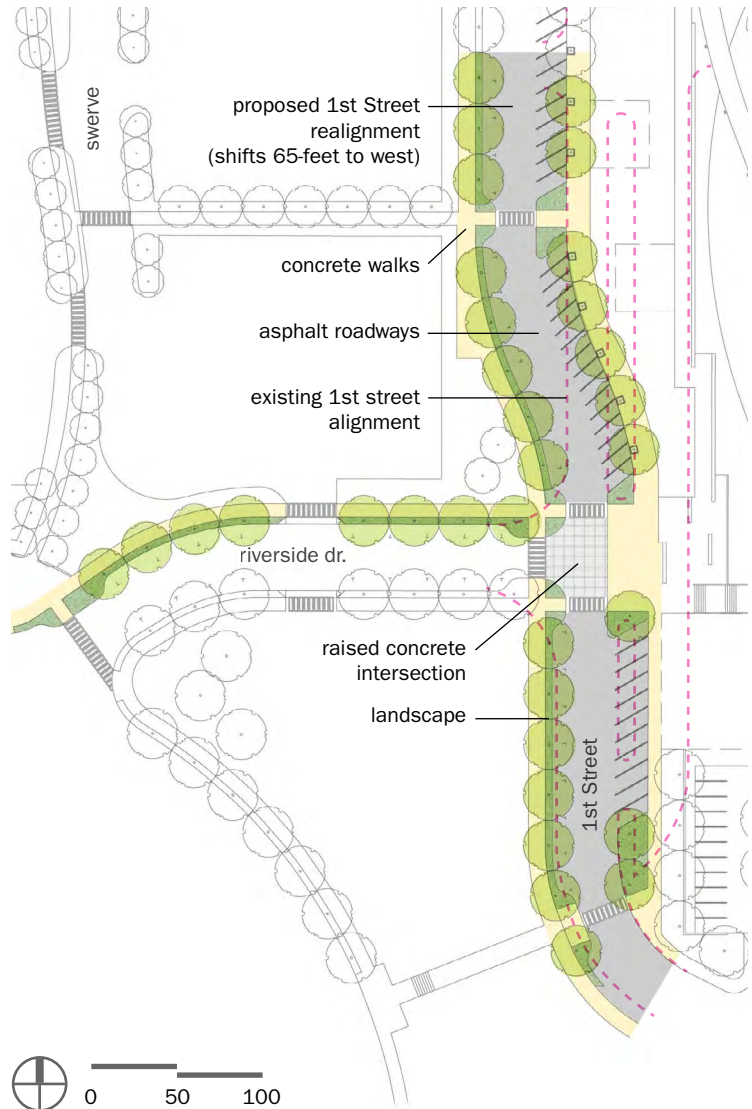 swerve
proposed 1st Street
realignment
(shifts 65-feet to west)
concrete walks
asphalt roadways
existing 1st street
alignment
riverside dr.
raised concrete
intersection
landscape
1st Street
0 50 100